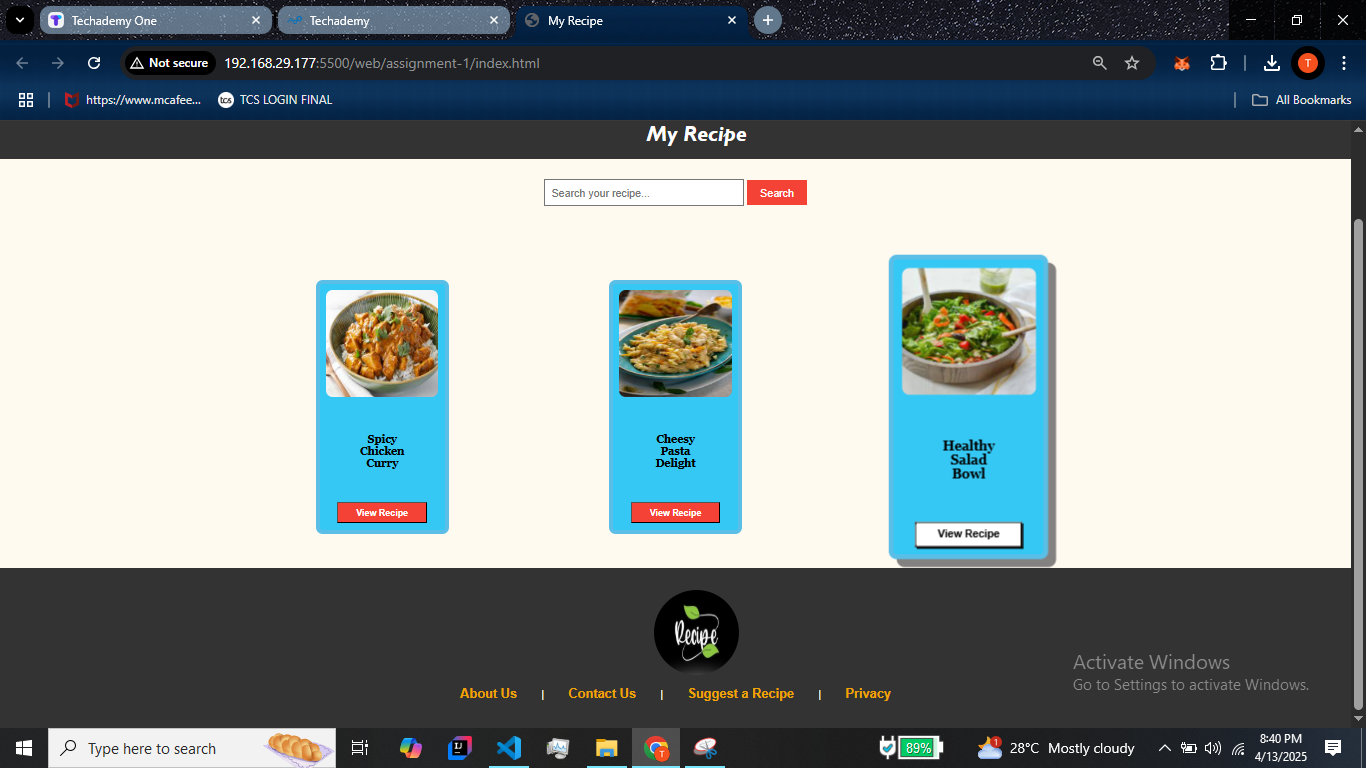 Techademy One
Techademy
My Recipe
Not secure
192.168.29.177:5500/web/assignment-1/index.html
T
https://www.mcafee...
tcs
TCS LOGIN FINAL
All Bookmarks
My Recipe
Search your recipe...
Search
Spicy
Chicken
Curry
View Recipe
Cheesy
Pasta
Delight
View Recipe
Healthy
Salad
Bowl
View Recipe
Recipe
About Us | Contact Us | Suggest a Recipe | Privacy
Activate Windows
Go to Settings to activate Windows.
Type here to search
T
89%
1
28°C Mostly cloudy
8:40 PM
4/13/2025